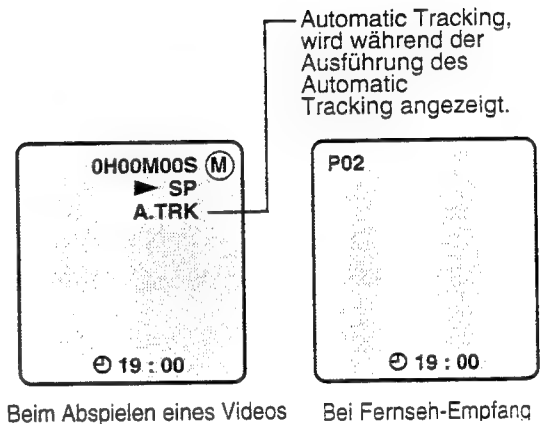 Automatic Tracking,
wird während der
Ausführung des
Automatic
Tracking angezeigt.
0H00M00S Ⓜ
► SP
A.TRK
19 : 00
Beim Abspielen eines Videos
P02
19 : 00
Bei Fernseh-Empfang